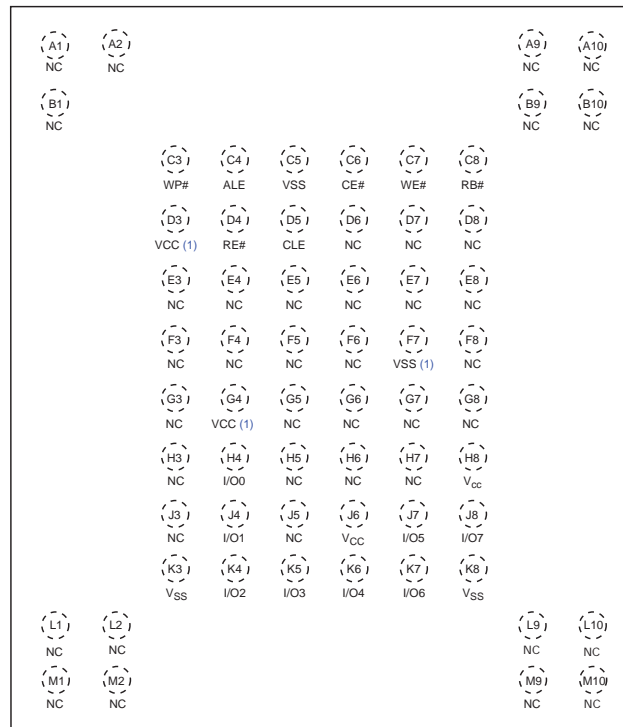 A1 A2 A9 A10
NC NC NC NC
B1 B9 B10
NC NC NC
C3 C4 C5 C6 C7 C8
WP# ALE VSS CE# WE# RB#
D3 D4 D5 D6 D7 D8
VCC (1) RE# CLE NC NC NC
E3 E4 E5 E6 E7 E8
NC NC NC NC NC NC
F3 F4 F5 F6 F7 F8
NC NC NC NC VSS (1) NC
G3 G4 G5 G6 G7 G8
NC VCC (1) NC NC NC NC
H3 H4 H5 H6 H7 H8
NC I/O0 NC NC NC Vcc
J3 J4 J5 J6 J7 J8
NC I/O1 NC VCC I/O5 I/O7
K3 K4 K5 K6 K7 K8
VSS I/O2 I/O3 I/O4 I/O6 VSS
L1 L2 L9 L10
NC NC NC NC
M1 M2 M9 M10
NC NC NC NC